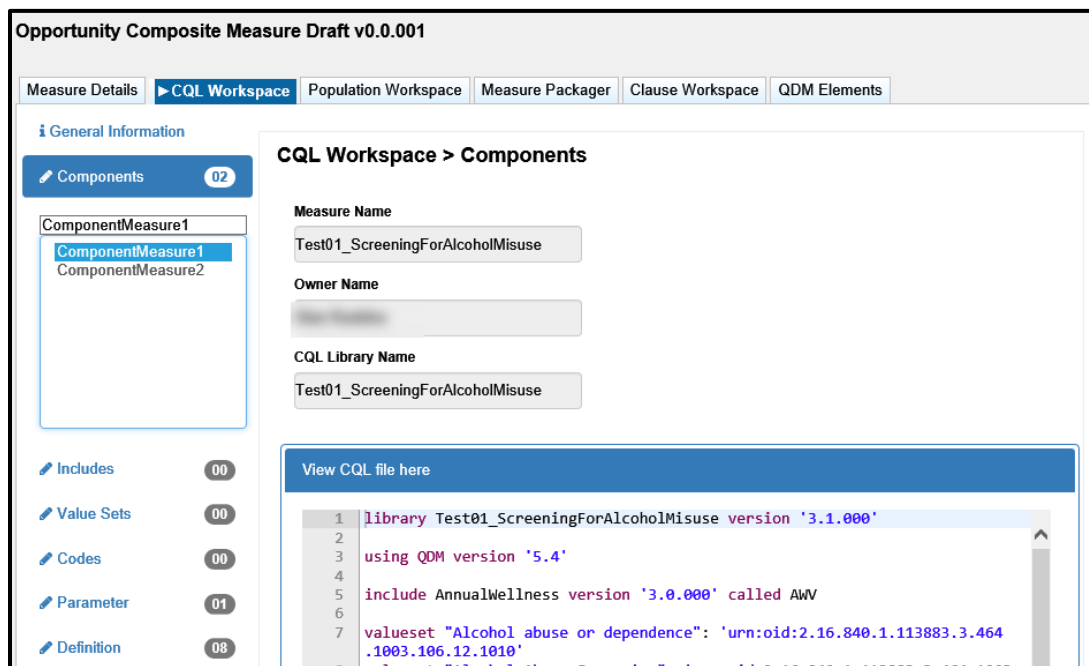 Opportunity Composite Measure Draft v0.0.001
Measure Details ▶CQL Workspace Population Workspace Measure Packager Clause Workspace QDM Elements
i General Information
Components 02
ComponentMeasure1
ComponentMeasure1
ComponentMeasure2
Includes 00
Value Sets 00
Codes 00
Parameter 01
Definition 08
CQL Workspace > Components
Measure Name
Test01_ScreeningForAlcoholMisuse
Owner Name
CQL Library Name
Test01_ScreeningForAlcoholMisuse
View CQL file here
1 library Test01_ScreeningForAlcoholMisuse version '3.1.000'
2
3 using QDM version '5.4'
4
5 include AnnualWellness version '3.0.000' called AWV
6
7 valueset "Alcohol abuse or dependence": 'urn:oid:2.16.840.1.113883.3.464
.1003.106.12.1010'